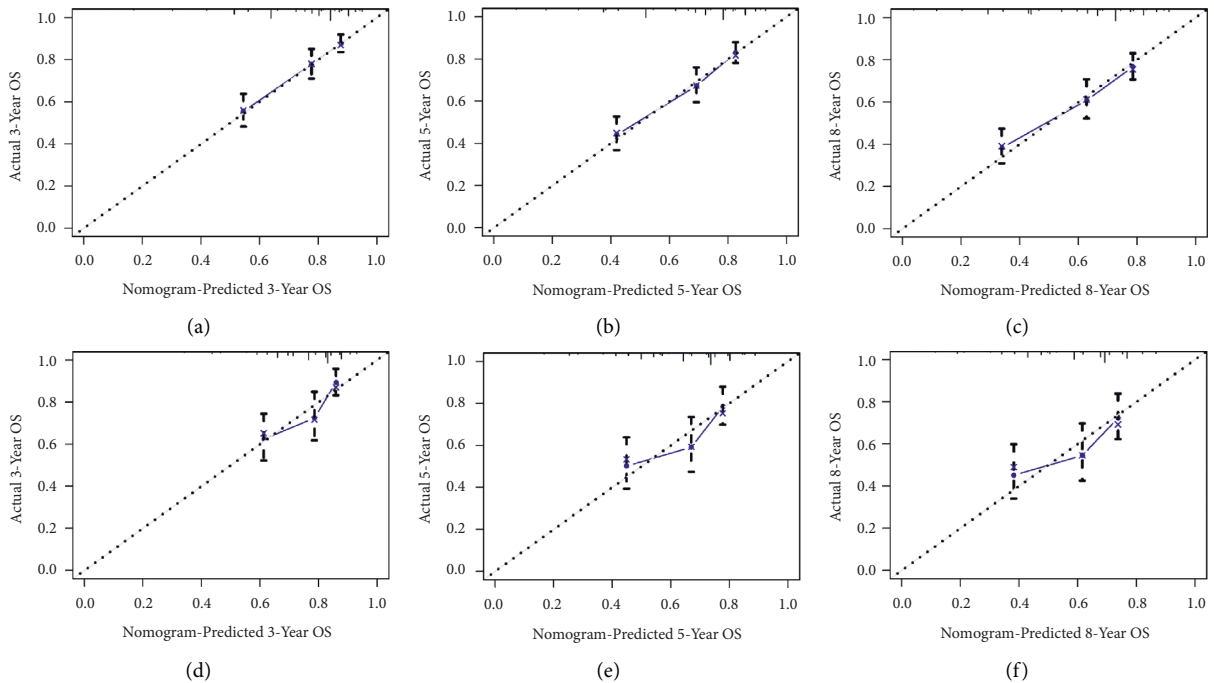 1.0
0.8
0.6
0.4
0.2
0.0
Actual 3-Year OS
0.0 0.2 0.4 0.6 0.8 1.0
Nomogram-Predicted 3-Year OS
(a)
1.0
0.8
0.6
0.4
0.2
0.0
Actual 5-Year OS
0.0 0.2 0.4 0.6 0.8 1.0
Nomogram-Predicted 5-Year OS
(b)
1.0
0.8
0.6
0.4
0.2
0.0
Actual 8-Year OS
0.0 0.2 0.4 0.6 0.8 1.0
Nomogram-Predicted 8-Year OS
(c)
1.0
0.8
0.6
0.4
0.2
0.0
Actual 3-Year OS
0.0 0.2 0.4 0.6 0.8 1.0
Nomogram-Predicted 3-Year OS
(d)
1.0
0.8
0.6
0.4
0.2
0.0
Actual 5-Year OS
0.0 0.2 0.4 0.6 0.8 1.0
Nomogram-Predicted 5-Year OS
(e)
1.0
0.8
0.6
0.4
0.2
0.0
Actual 8-Year OS
0.0 0.2 0.4 0.6 0.8 1.0
Nomogram-Predicted 8-Year OS
(f)